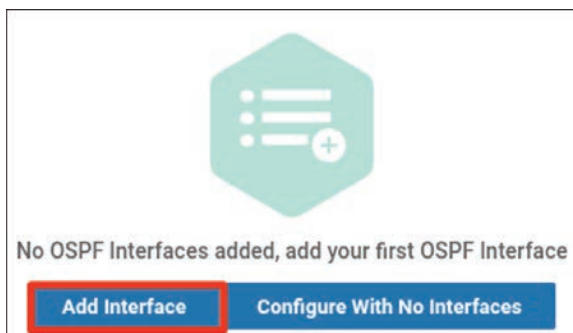 No OSPF Interfaces added, add your first OSPF Interface
Add Interface
Configure With No Interfaces